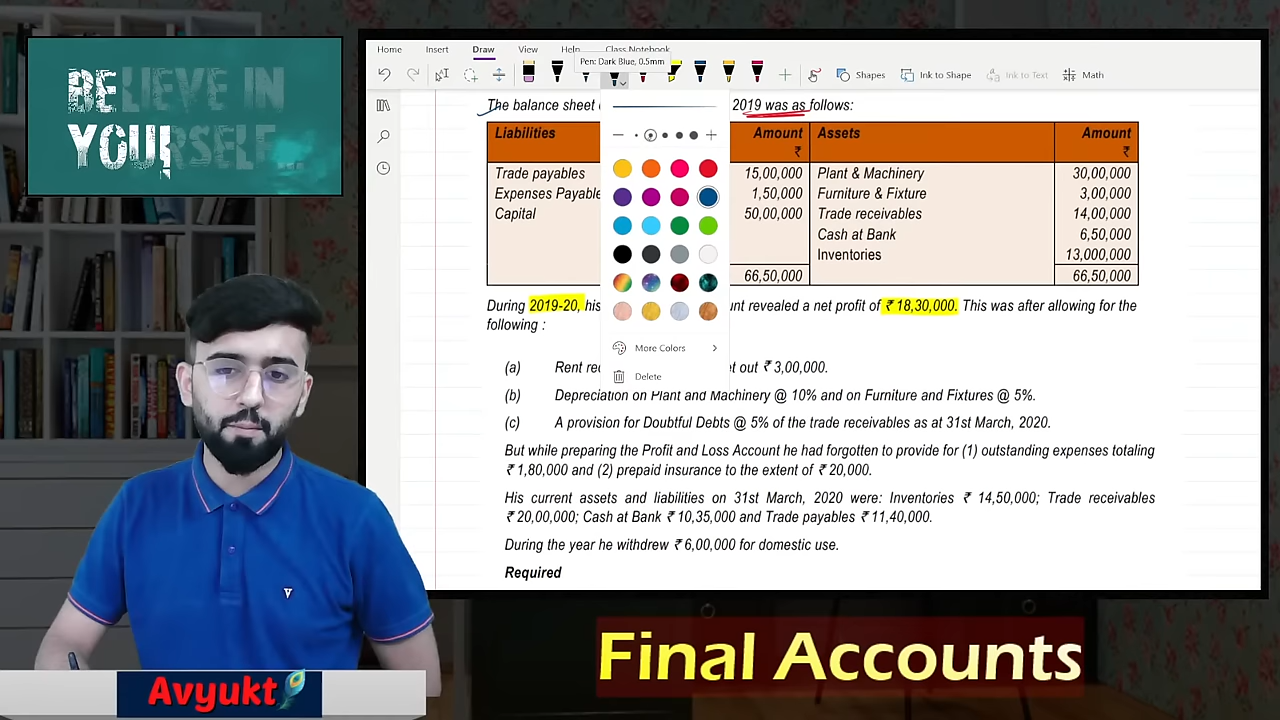 BELIEVE IN
YOURSELF...
Home Insert Draw View Help Class Notebook
Pen: Dark Blue, 0.5mm
Shapes Ink to Shape Ink to Text Math
The balance sheet 2019 was as follows:
Liabilities Amount Assets Amount
₹ ₹
Trade payables 15,00,000 Plant & Machinery 30,00,000
Expenses Payable 1,50,000 Furniture & Fixture 3,00,000
Capital 50,00,000 Trade receivables 14,00,000
Cash at Bank 6,50,000
Inventories 13,000,000
66,50,000 66,50,000
During 2019-20, his revealed a net profit of ₹ 18,30,000. This was after allowing for the
following :
More Colors
(a) Rent out ₹ 3,00,000.
Delete
(b) Depreciation on Plant and Machinery @ 10% and on Furniture and Fixtures @ 5%.
(c) A provision for Doubtful Debts @ 5% of the trade receivables as at 31st March, 2020.
But while preparing the Profit and Loss Account he had forgotten to provide for (1) outstanding expenses totaling
₹ 1,80,000 and (2) prepaid insurance to the extent of ₹ 20,000.
His current assets and liabilities on 31st March, 2020 were: Inventories ₹ 14,50,000; Trade receivables
₹ 20,00,000; Cash at Bank ₹ 10,35,000 and Trade payables ₹ 11,40,000.
During the year he withdrew ₹ 6,00,000 for domestic use.
Required
Final Accounts
Avyukt